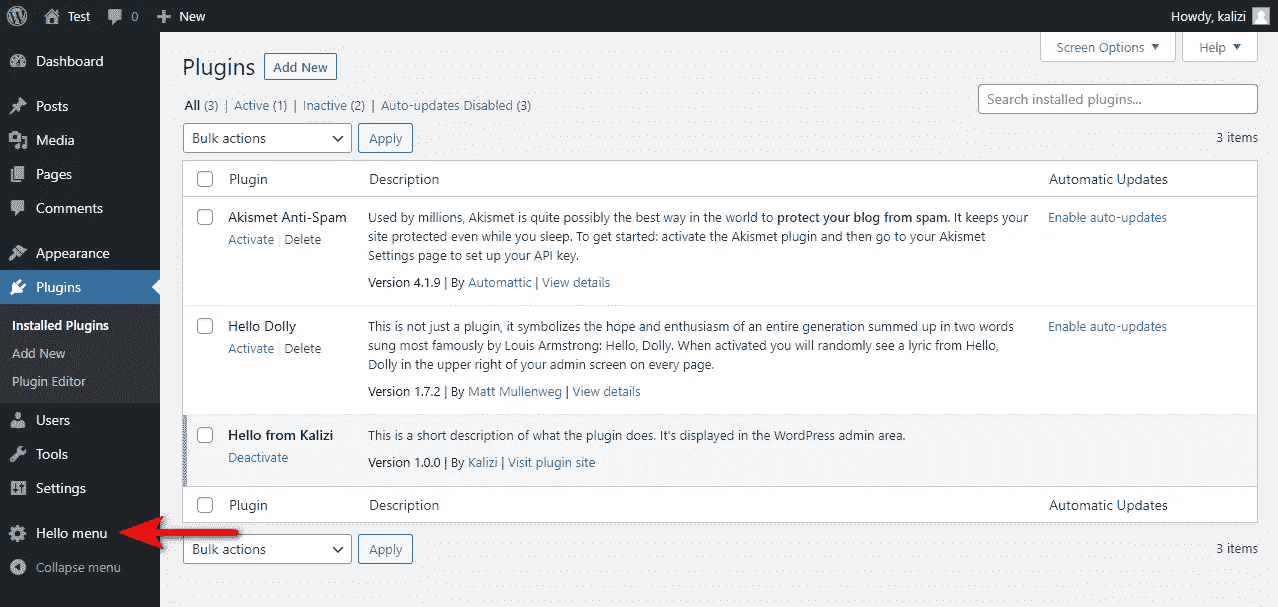 Test 0 New Howdy, kalizi
Screen Options Help
Dashboard
Posts
Media
Pages
Comments
Appearance
Plugins
Installed Plugins
Add New
Plugin Editor
Users
Tools
Settings
Hello menu
Collapse menu
Plugins Add New
All (3) | Active (1) | Inactive (2) | Auto-updates Disabled (3)
Search installed plugins...
Bulk actions Apply
3 items
Plugin Description Automatic Updates
Akismet Anti-Spam
Activate | Delete
Used by millions, Akismet is quite possibly the best way in the world to protect your blog from spam. It keeps your
site protected even while you sleep. To get started: activate the Akismet plugin and then go to your Akismet
Settings page to set up your API key.
Version 4.1.9 | By Automattic | View details
Enable auto-updates
Hello Dolly
Activate | Delete
This is not just a plugin, it symbolizes the hope and enthusiasm of an entire generation summed up in two words
sung most famously by Louis Armstrong: Hello, Dolly. When activated you will randomly see a lyric from Hello,
Dolly in the upper right of your admin screen on every page.
Version 1.7.2 | By Matt Mullenweg | View details
Enable auto-updates
Hello from Kalizi
Deactivate
This is a short description of what the plugin does. It's displayed in the WordPress admin area.
Version 1.0.0 | By Kalizi | Visit plugin site
Plugin Description Automatic Updates
Bulk actions Apply
3 items